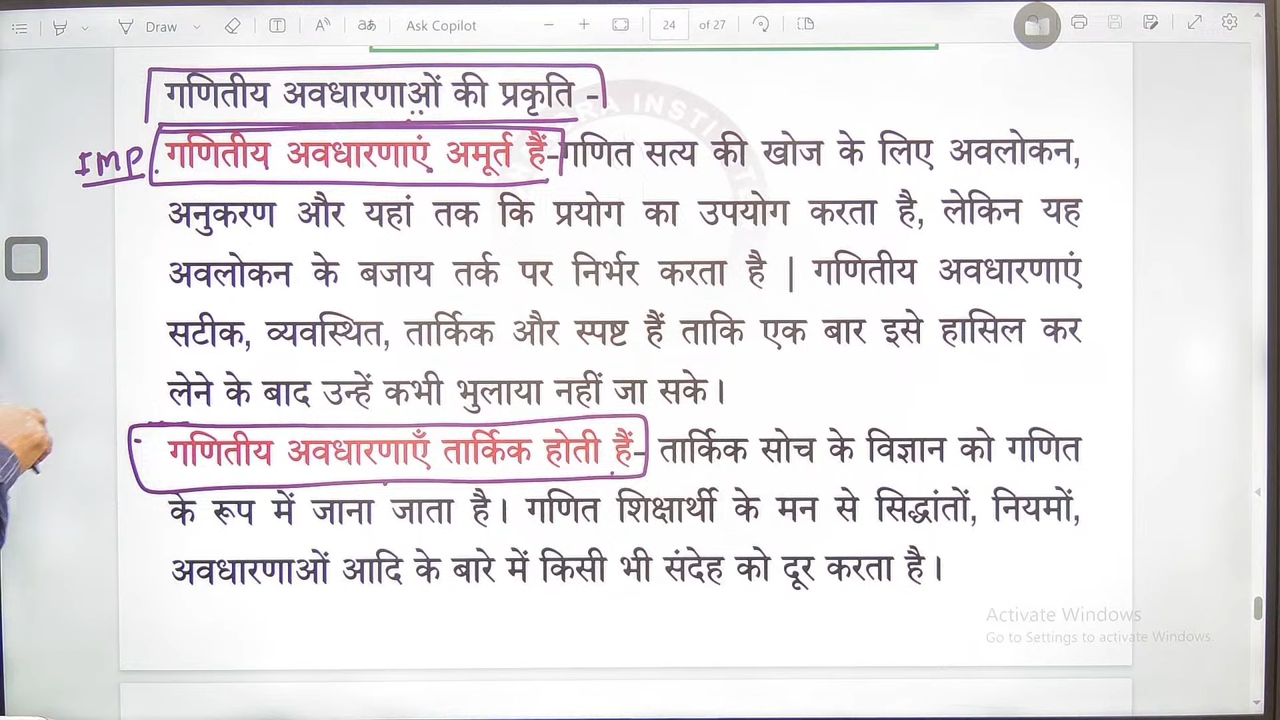 Draw
Ask Copilot
24 of 27
गणितीय अवधारणाओं की प्रकृति -
IMP गणितीय अवधारणाएं अमूर्त हैं-गणित सत्य की खोज के लिए अवलोकन,
अनुकरण और यहां तक कि प्रयोग का उपयोग करता है, लेकिन यह
अवलोकन के बजाय तर्क पर निर्भर करता है | गणितीय अवधारणाएं
सटीक, व्यवस्थित, तार्किक और स्पष्ट हैं ताकि एक बार इसे हासिल कर
लेने के बाद उन्हें कभी भुलाया नहीं जा सके।
गणितीय अवधारणाएँ तार्किक होती हैं- तार्किक सोच के विज्ञान को गणित
के रूप में जाना जाता है। गणित शिक्षार्थी के मन से सिद्धांतों, नियमों,
अवधारणाओं आदि के बारे में किसी भी संदेह को दूर करता है।
Activate Windows
Go to Settings to activate Windows.